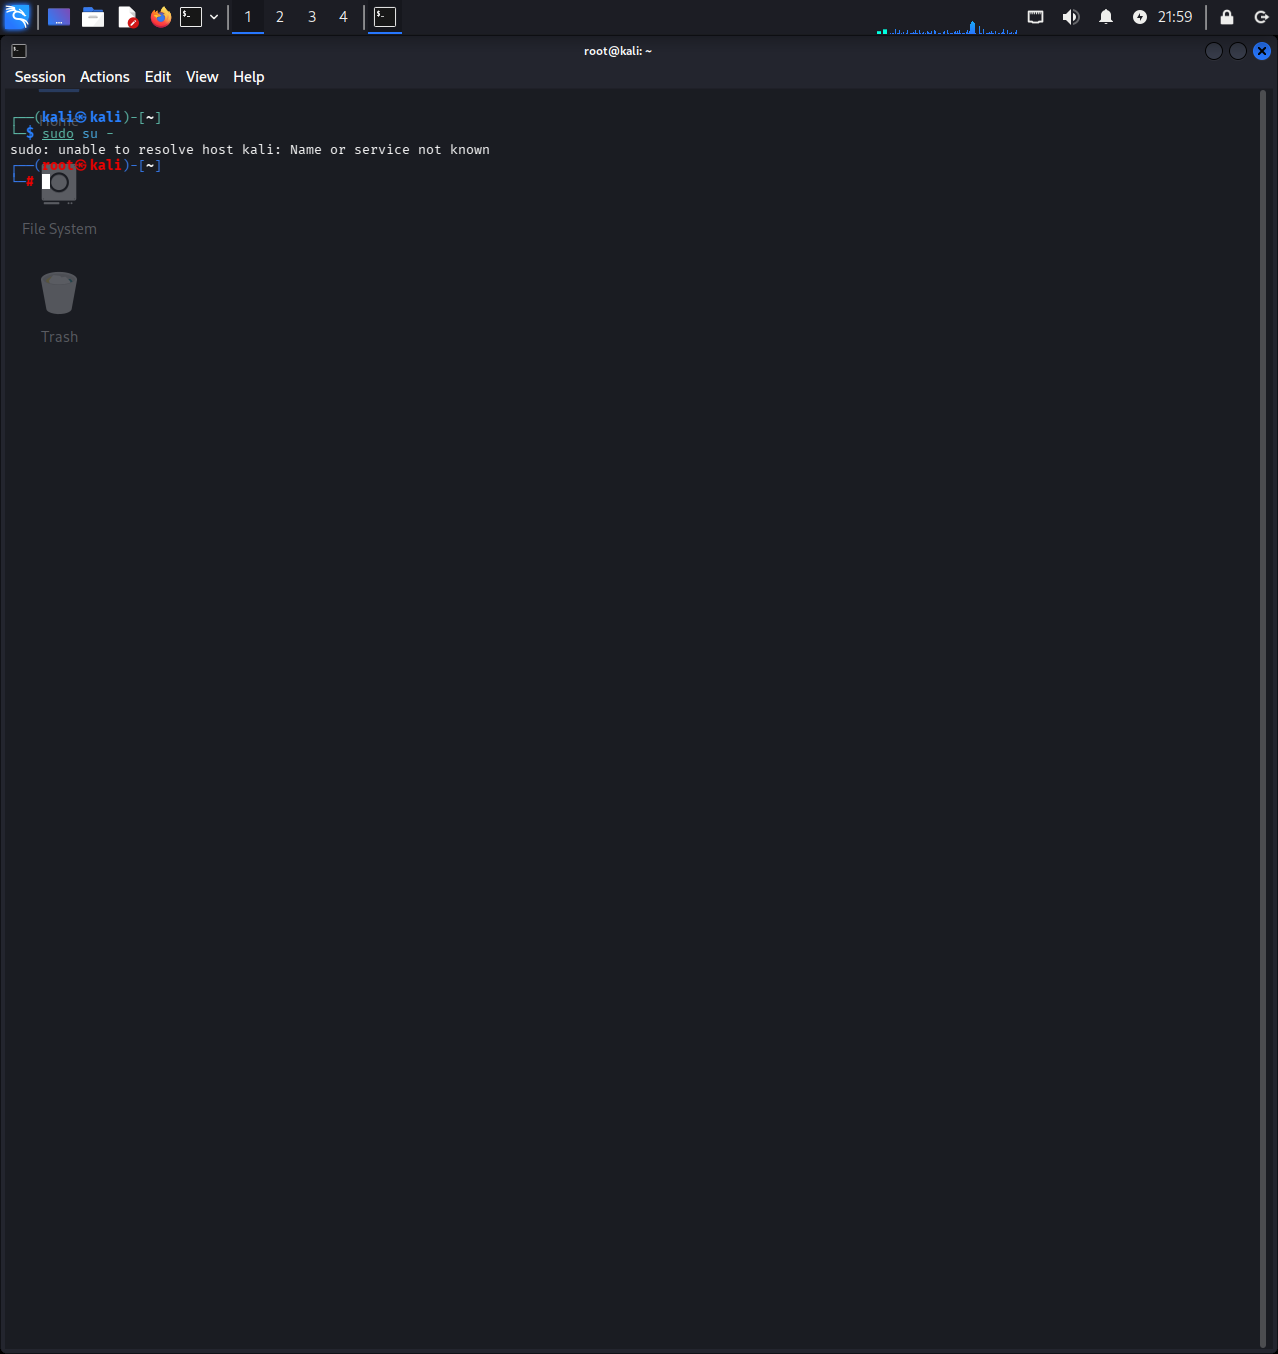 1 2 3 4 21:59
root@kali: ~
Session Actions Edit View Help
┌──(kali㉿kali)-[~]
└─$ sudo su -
sudo: unable to resolve host kali: Name or service not known
┌──(root㉿kali)-[~]
└─#
Home
File System
Trash